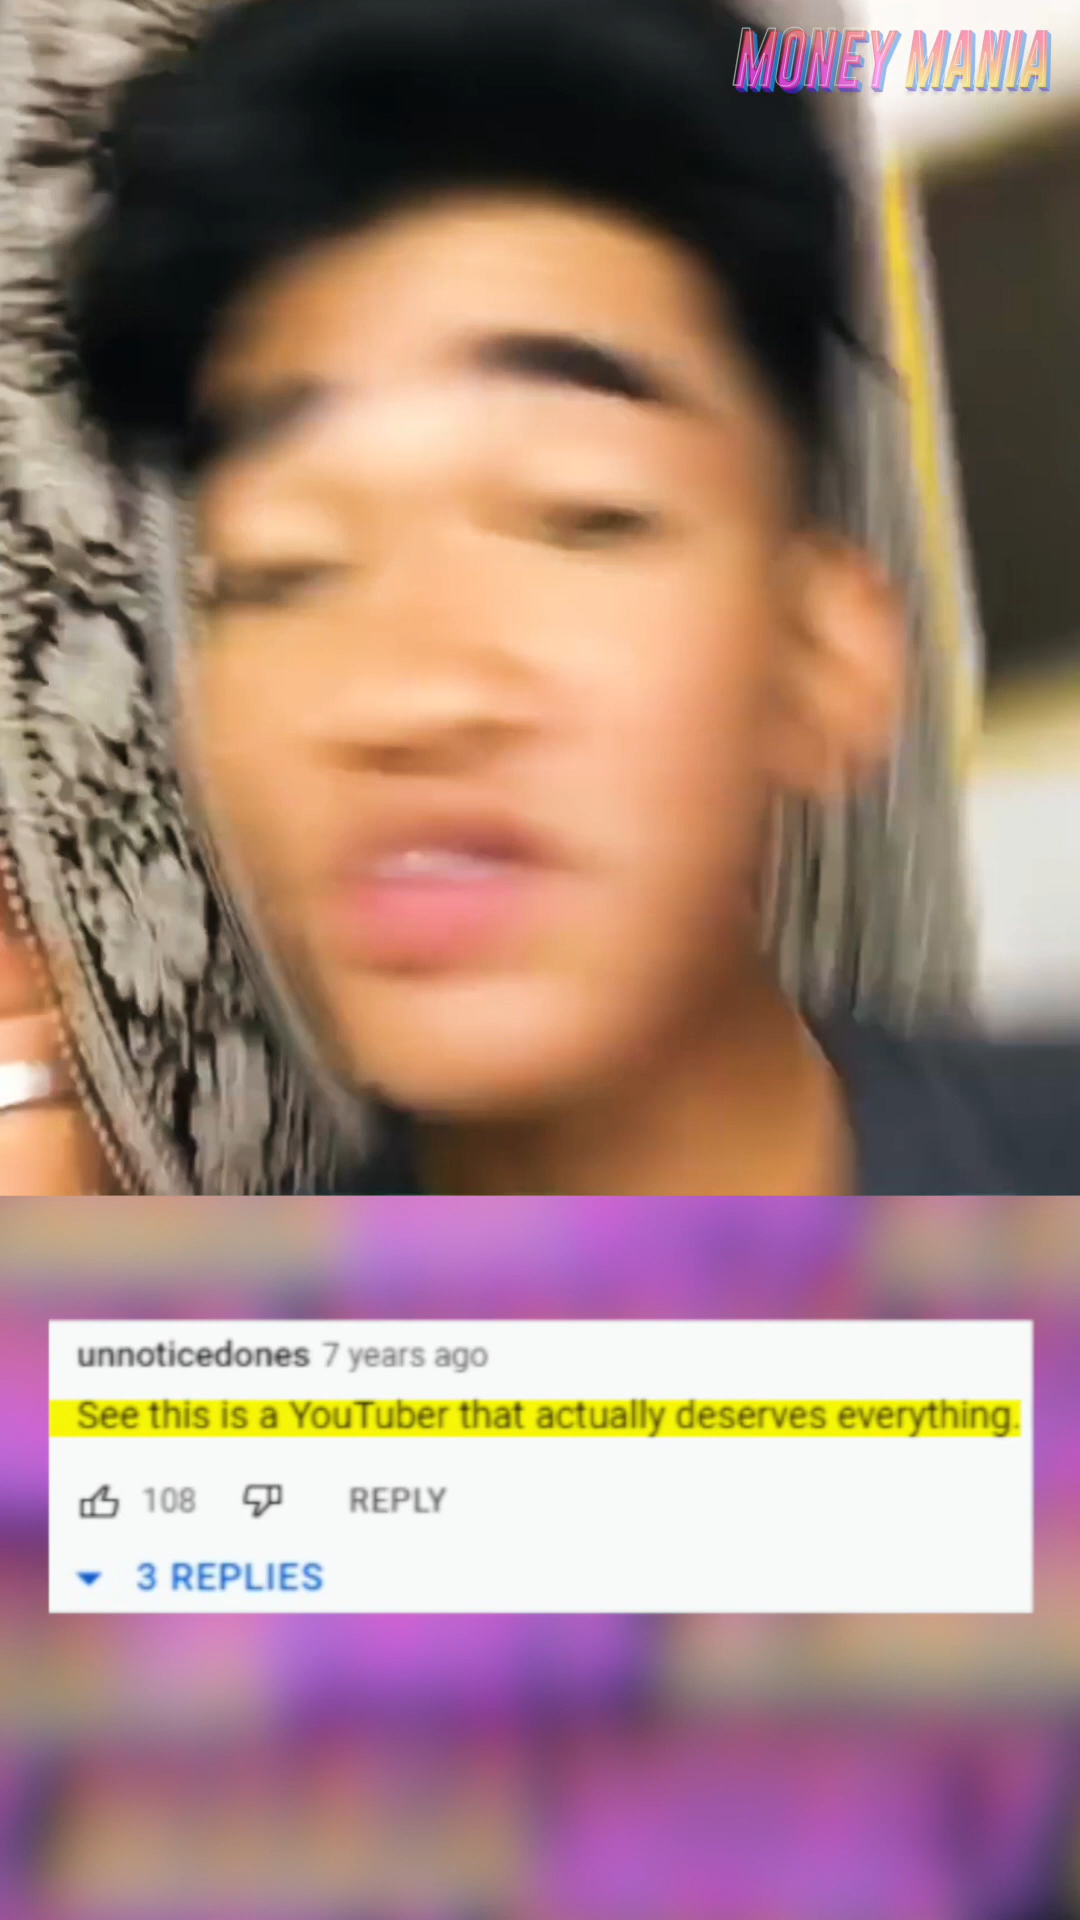 MONEY MANIA
unnoticedones 7 years ago
See this is a YouTuber that actually deserves everything.
108 REPLY
3 REPLIES